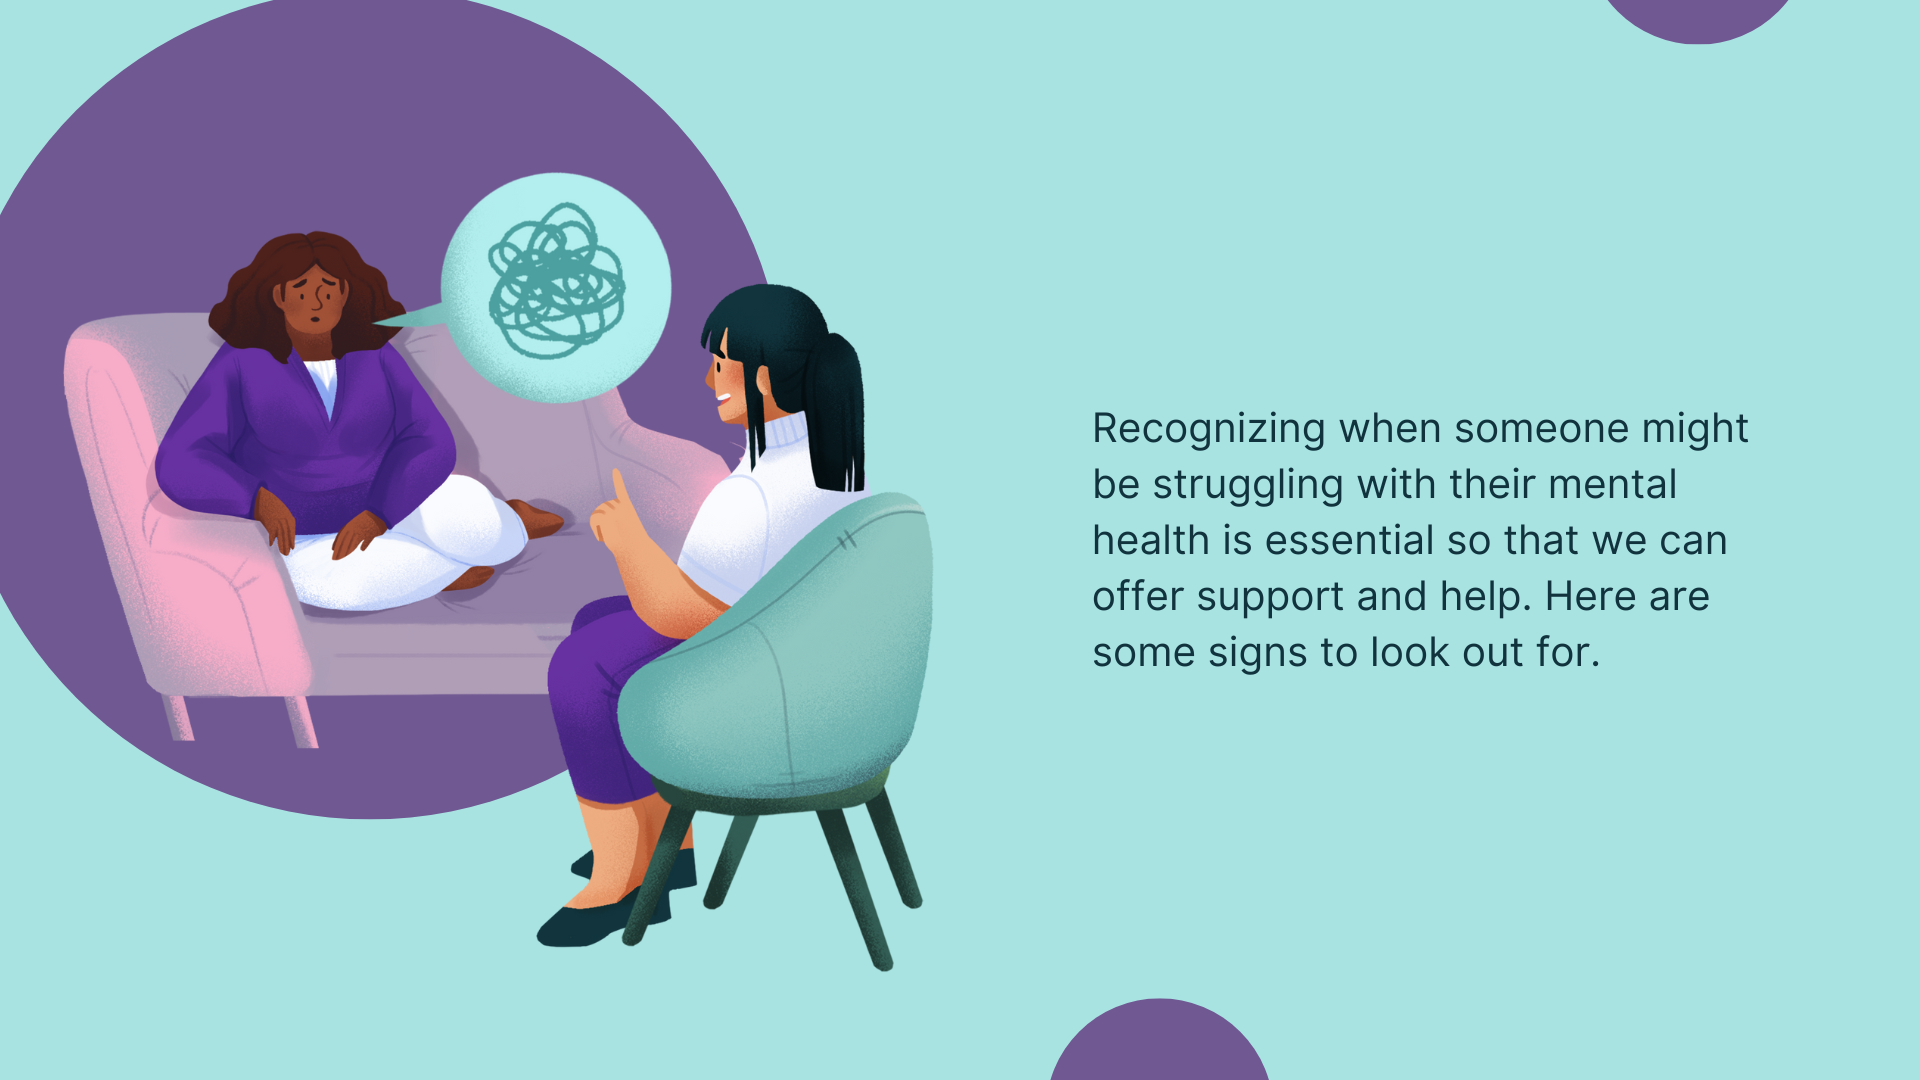 Recognizing when someone might
be struggling with their mental
health is essential so that we can
offer support and help. Here are
some signs to look out for.